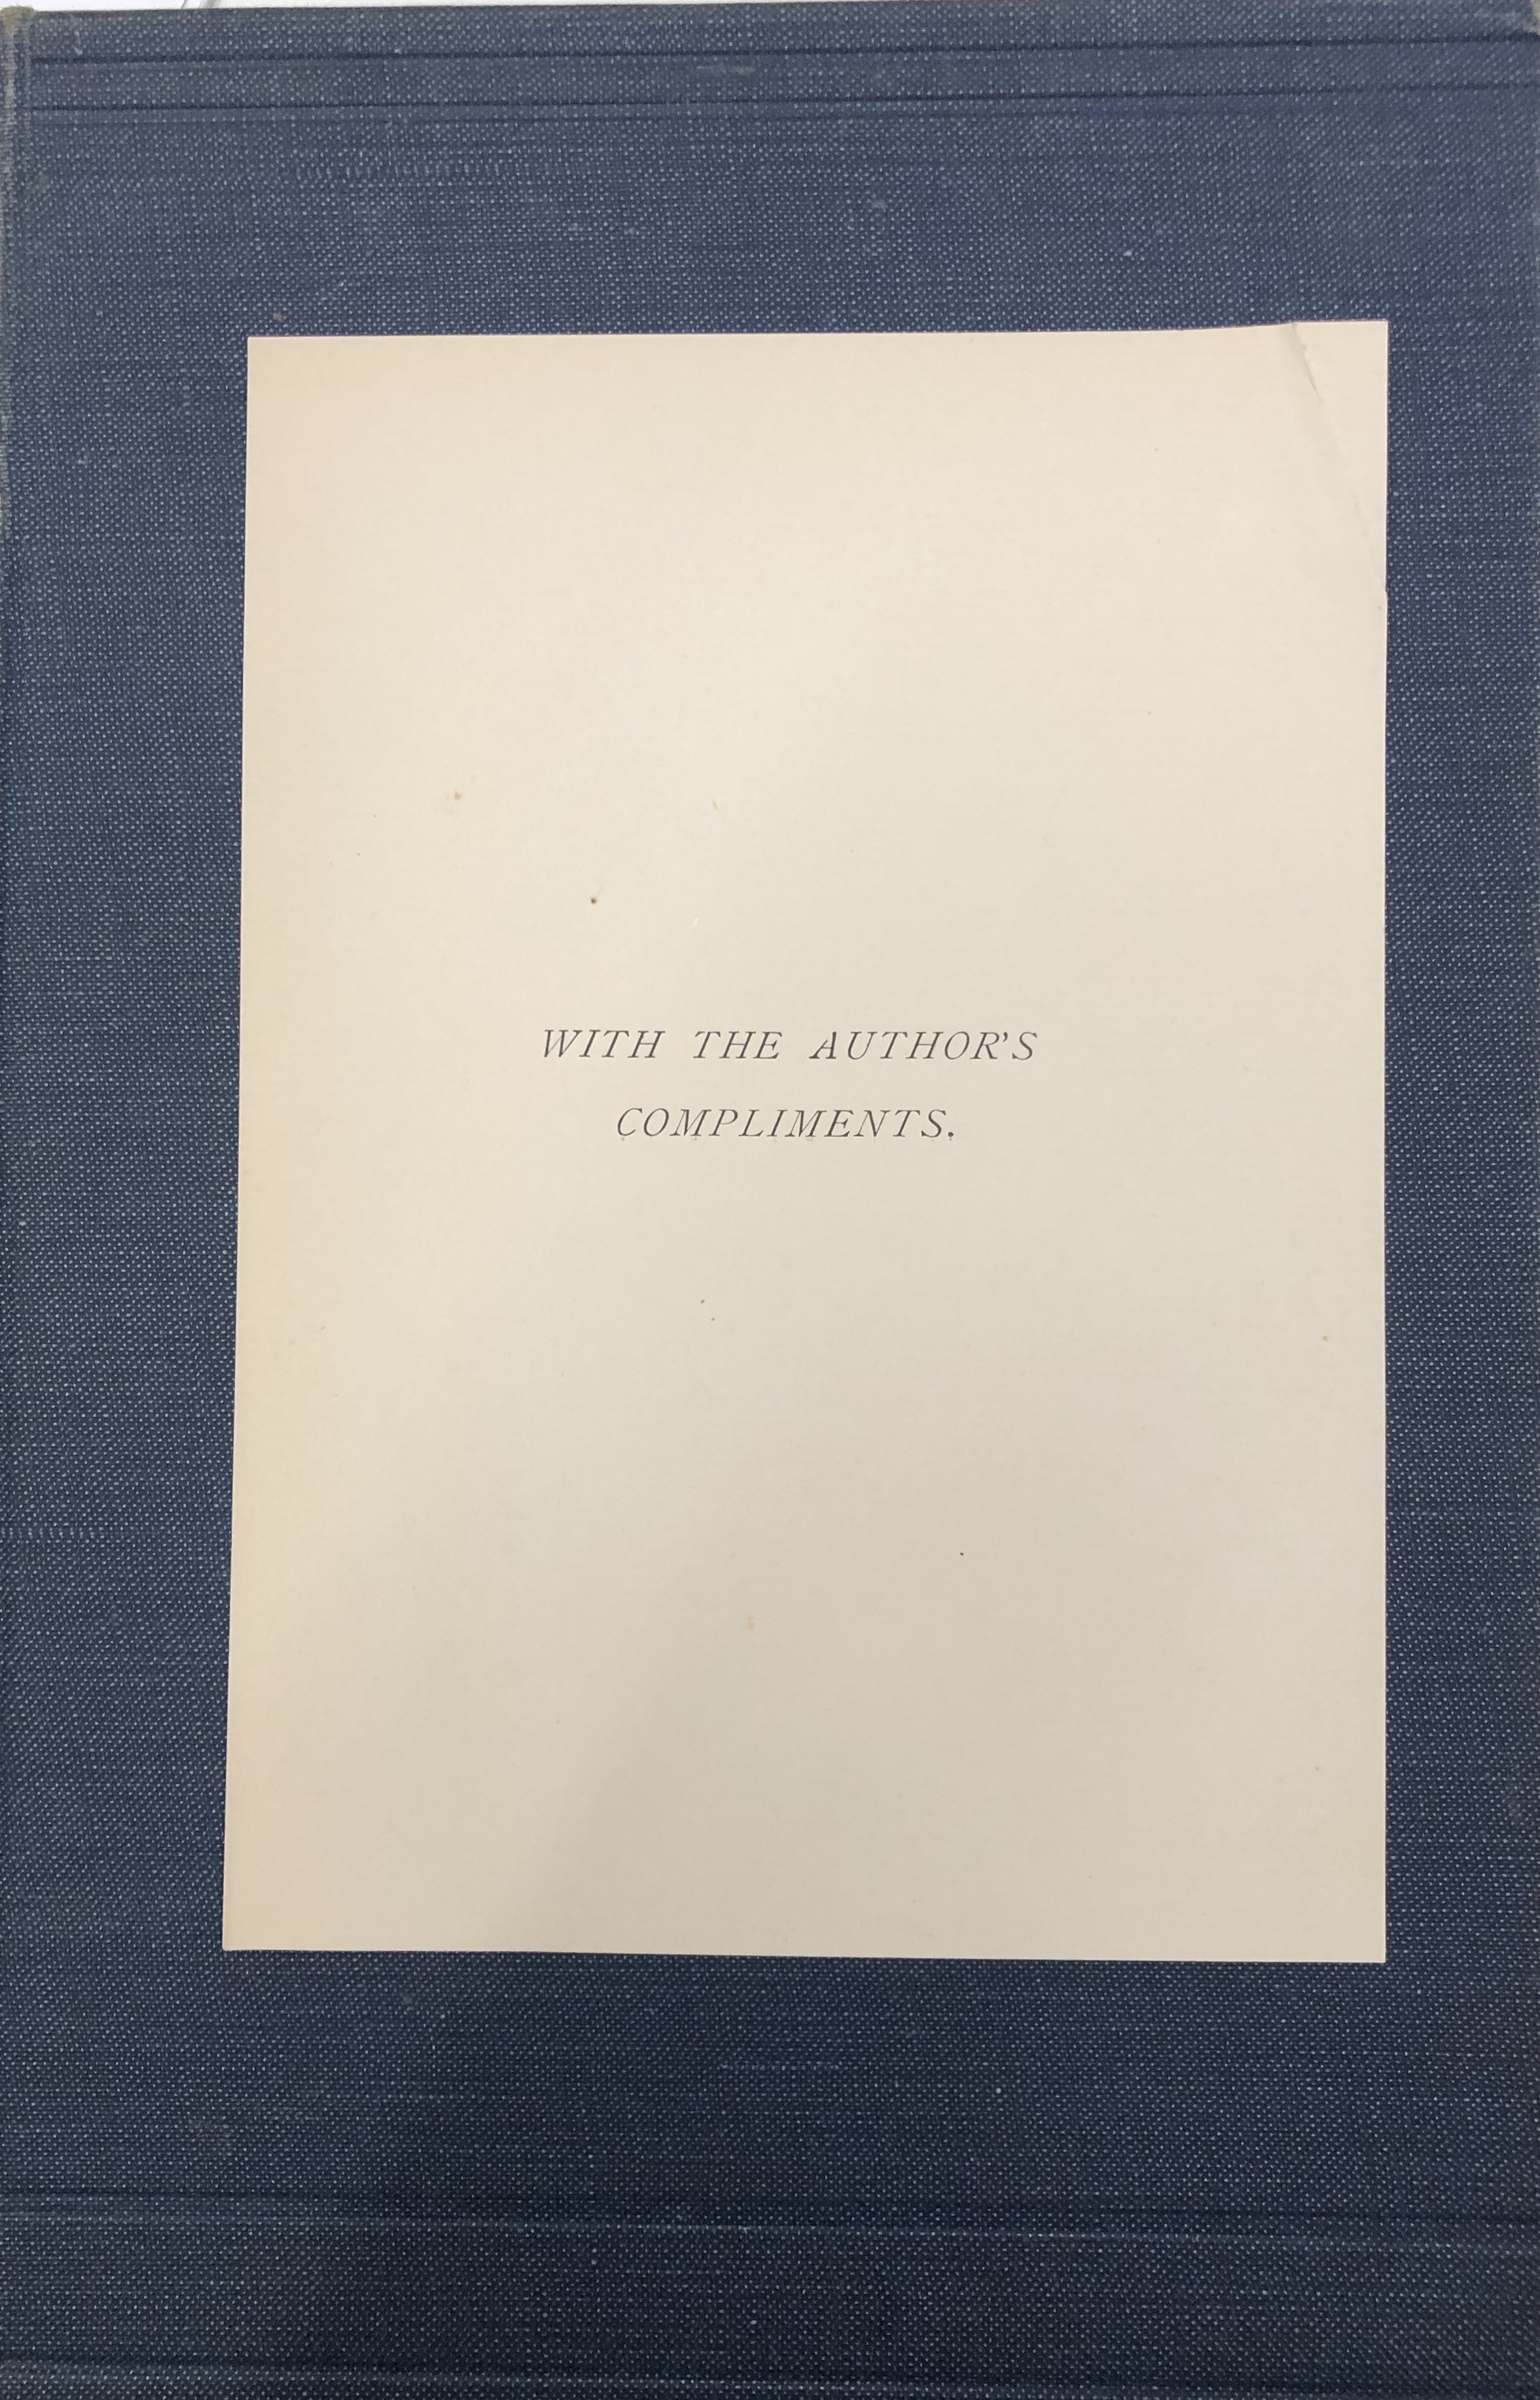 WITH THE AUTHOR'S
COMPLIMENTS.